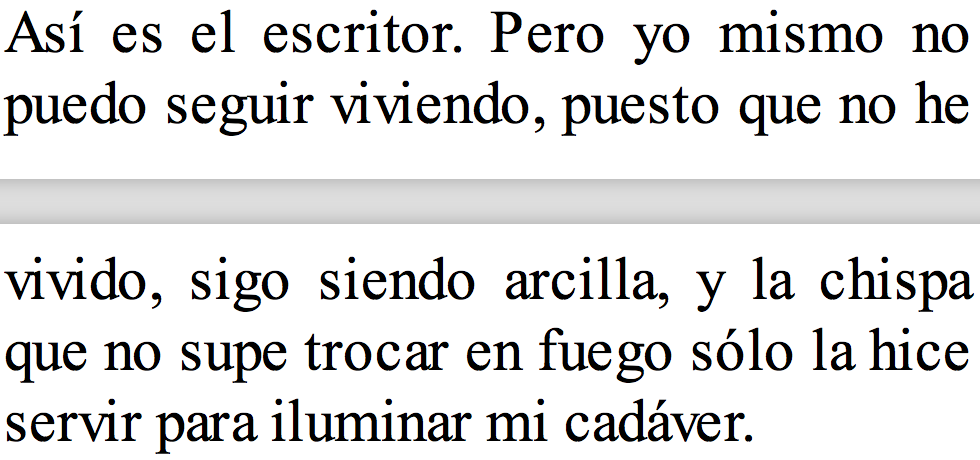 Así es el escritor. Pero yo mismo no
puedo seguir viviendo, puesto que no he
vivido, sigo siendo arcilla, y la chispa
que no supe trocar en fuego sólo la hice
servir para iluminar mi cadáver.